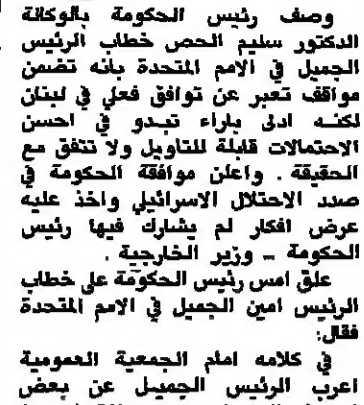 وصف رئيس الحكومة بالوكالة
الدكتور سليم الحص خطاب الرئيس
الجميل في الامم المتحدة بانه تضمن
مواقف تعبر عن توافق فعلي في لبنان
لكنه ادلى باراء تبدو في احسن
الاحتمالات قابلة للتاويل ولا تتفق مع
الحقيقة . واعلن موافقة الحكومة في
صدد الاحتلال الاسرائيلي واخذ عليه
عرض افكار لم يشارك فيها رئيس
الحكومة ـ وزير الخارجية .
علق امس رئيس الحكومة على خطاب
الرئيس امين الجميل في الامم المتحدة
فقال:
في كلامه امام الجمعية العمومية
اعرب الرئيس الجميل عن بعض